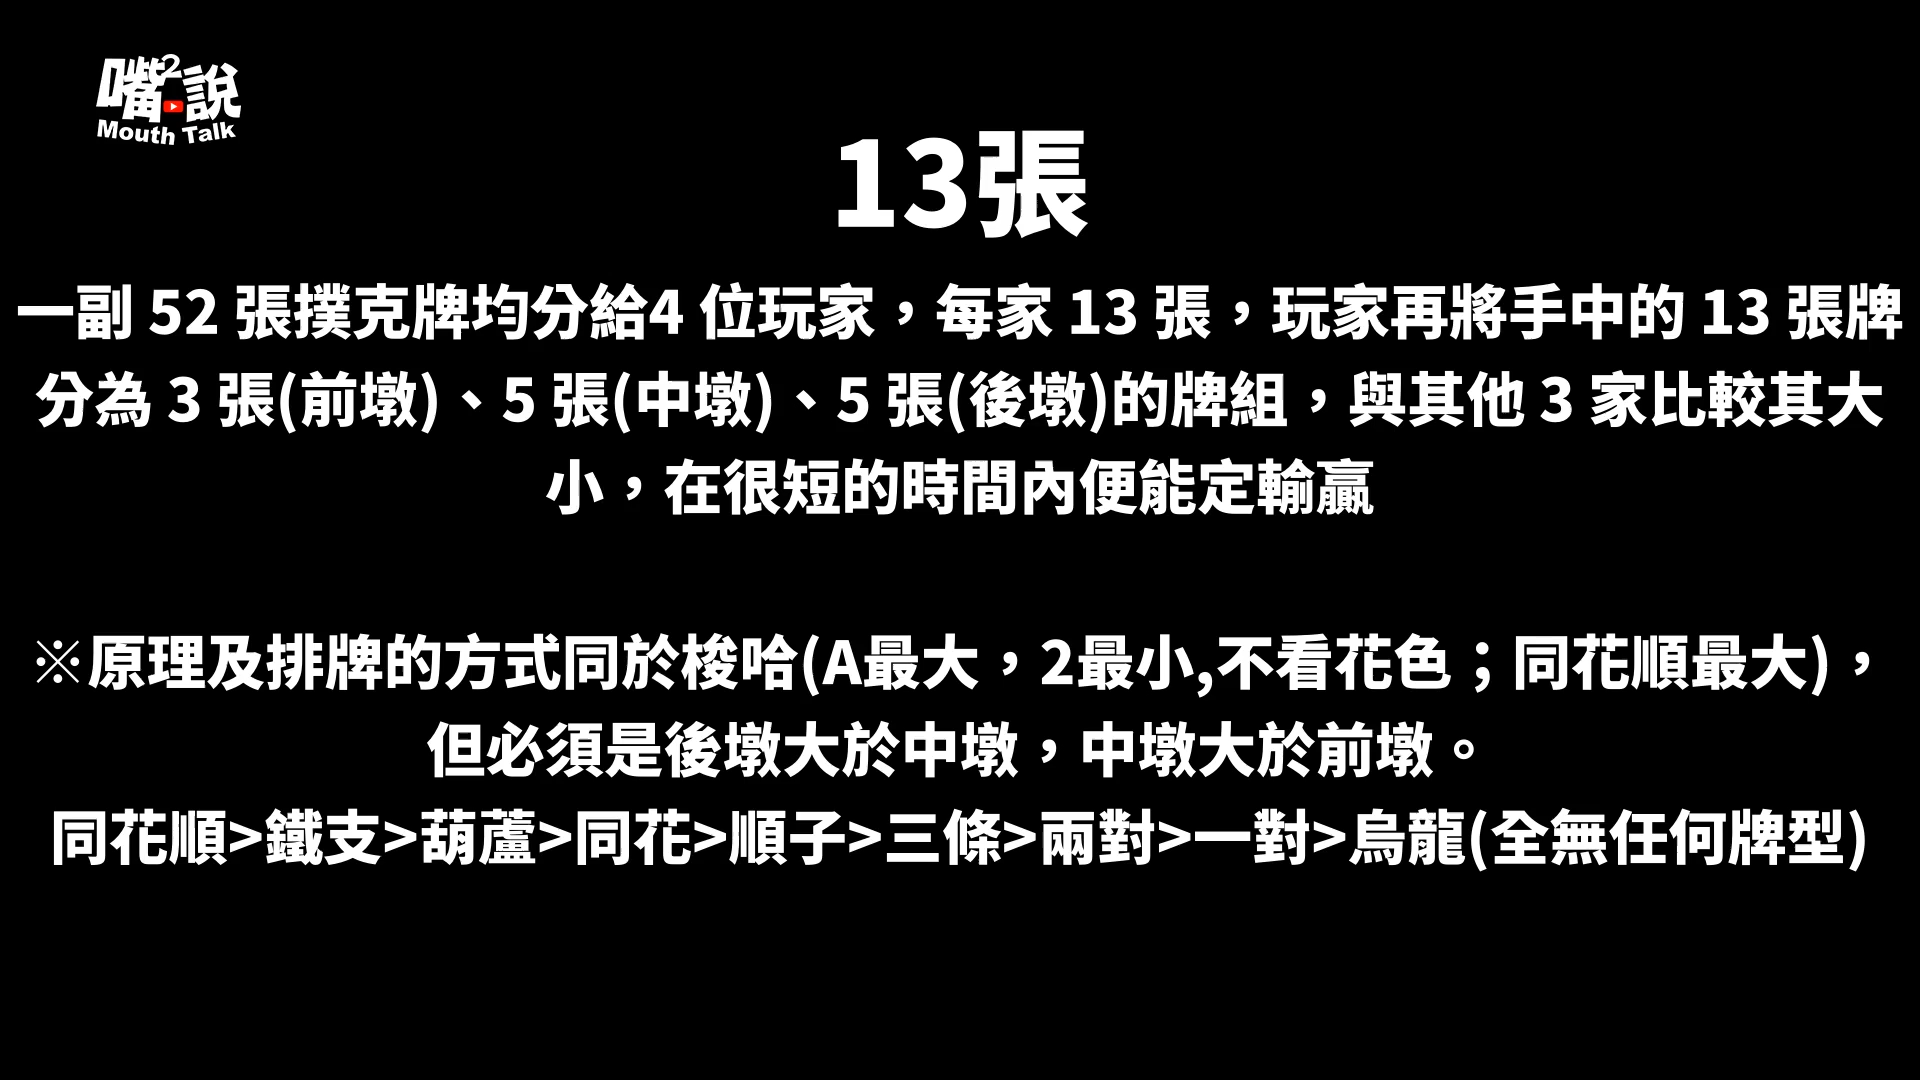 嘴2說
Mouth Talk
13張
一副 52 張撲克牌均分給4 位玩家，每家 13 張，玩家再將手中的 13 張牌
分為 3 張(前墩)、5 張(中墩)、5 張(後墩)的牌組，與其他 3 家比較其大
小，在很短的時間內便能定輸贏
※原理及排牌的方式同於梭哈(A最大，2最小,不看花色；同花順最大)，
但必須是後墩大於中墩，中墩大於前墩。
同花順>鐵支>葫蘆>同花>順子>三條>兩對>一對>烏龍(全無任何牌型)